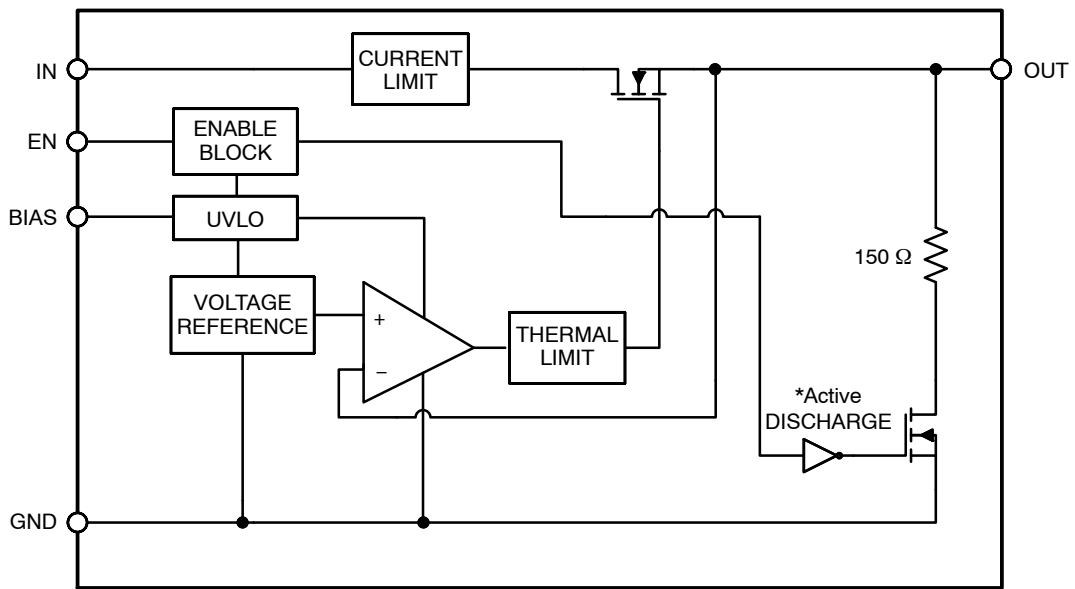 CURRENT
LIMIT
IN
OUT
ENABLE
BLOCK
EN
UVLO
BIAS
150 Ω
VOLTAGE
REFERENCE
+
−
THERMAL
LIMIT
*Active
DISCHARGE
GND